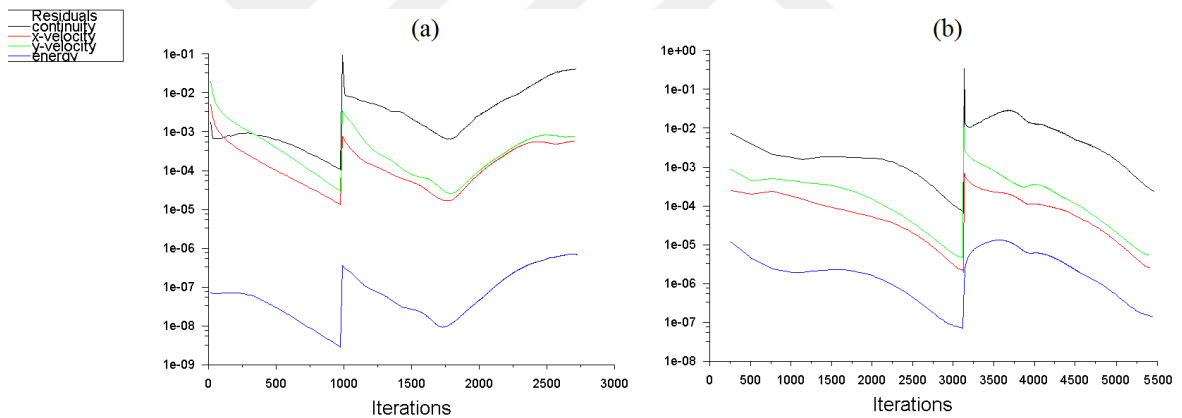 Residuals
continuity
x-velocity
y-velocity
energy
(a)
1e-01
1e-02
1e-03
1e-04
1e-05
1e-06
1e-07
1e-08
1e-09
0
500
1000
1500
2000
2500
3000
Iterations
(b)
1e+00
1e-01
1e-02
1e-03
1e-04
1e-05
1e-06
1e-07
1e-08
0
500
1000
1500
2000
2500
3000
3500
4000
4500
5000
5500
Iterations